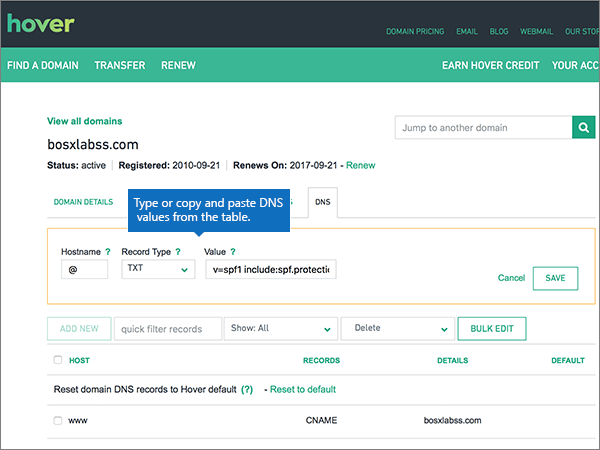 hover
DOMAIN PRICING EMAIL BLOG WEBMAIL OUR STOR
FIND A DOMAIN TRANSFER RENEW EARN HOVER CREDIT YOUR ACC
View all domains
Jump to another domain
bosxlabss.com
Status: active Registered: 2010-09-21 Renews On: 2017-09-21 - Renew
Type or copy and paste DNS
values from the table.
DOMAIN DETAILS DNS
Hostname ? Record Type ? Value ?
@ TXT v=spf1 include:spf.protectic
Cancel SAVE
ADD NEW quick filter records Show: All Delete BULK EDIT
HOST RECORDS DETAILS DEFAULT
Reset domain DNS records to Hover default (?) - Reset to default
www CNAME bosxlabss.com